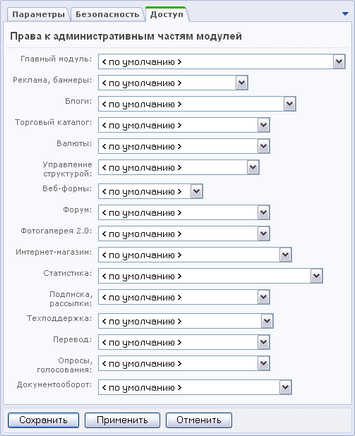 Параметры Безопасность Доступ
Права к административным частям модулей
Главный модуль: < по умолчанию >
Реклама, баннеры: < по умолчанию >
Блоги: < по умолчанию >
Торговый каталог: < по умолчанию >
Валюты: < по умолчанию >
Управление
структурой: < по умолчанию >
Веб-формы: < по умолчанию >
Форум: < по умолчанию >
Фотогалерея 2.0: < по умолчанию >
Интернет-магазин: < по умолчанию >
Статистика: < по умолчанию >
Подписка,
рассылки: < по умолчанию >
Техподдержка: < по умолчанию >
Перевод: < по умолчанию >
Опросы,
голосования: < по умолчанию >
Документооборот: < по умолчанию >
Сохранить Применить Отменить